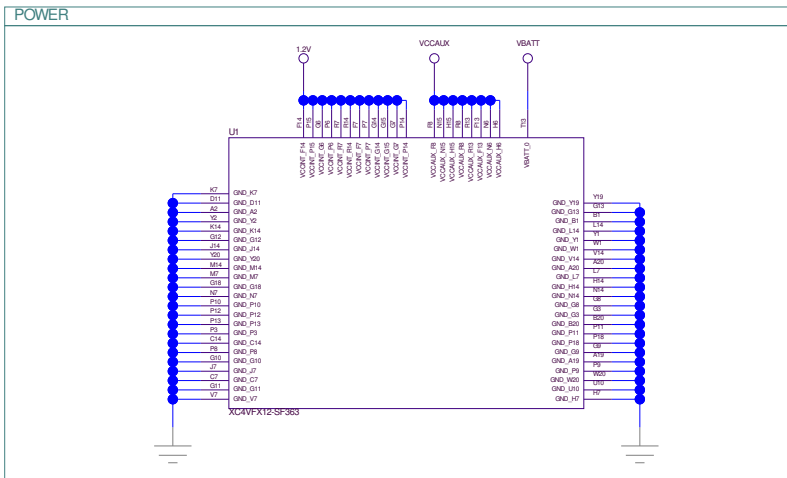 POWER
1.2V
VCCAUX
VBATT
F14
P15
G6
P6
R7
R14
F7
P7
G14
G15
G7
P14
R8
N15
H15
R8
R13
F13
N6
H6
T13
U1
VCCINT_F14
VCCINT_P15
VCCINT_G6
VCCINT_P6
VCCINT_R7
VCCINT_R14
VCCINT_F7
VCCINT_P7
VCCINT_G14
VCCINT_G15
VCCINT_G7
VCCINT_P14
VCCAUX_N15
VCCAUX_H15
VCCAUX_R8
VCCAUX_R13
VCCAUX_F13
VCCAUX_N6
VCCAUX_H6
VBATT_0
K7 GND_K7
D11 GND_D11
A2 GND_A2
Y2 GND_Y2
K14 GND_K14
G12 GND_G12
J14 GND_J14
Y20 GND_Y20
M14 GND_M14
M7 GND_M7
G18 GND_G18
N7 GND_N7
P10 GND_P10
P12 GND_P12
P13 GND_P13
P3 GND_P3
C14 GND_C14
P8 GND_P8
G10 GND_G10
J7 GND_J7
C7 GND_C7
G11 GND_G11
V7 GND_V7
GND_Y19 Y19
GND_G13 G13
GND_B1 B1
GND_L14 L14
GND_Y1 Y1
GND_W1 W1
GND_V14 V14
GND_A20 A20
GND_L7 L7
GND_H14 H14
GND_N14 N14
GND_G8 G8
GND_G3 G3
GND_B20 B20
GND_P11 P11
GND_P18 P18
GND_G9 G9
GND_A19 A19
GND_P9 P9
GND_W20 W20
GND_U10 U10
GND_H7 H7
XC4VFX12-SF363